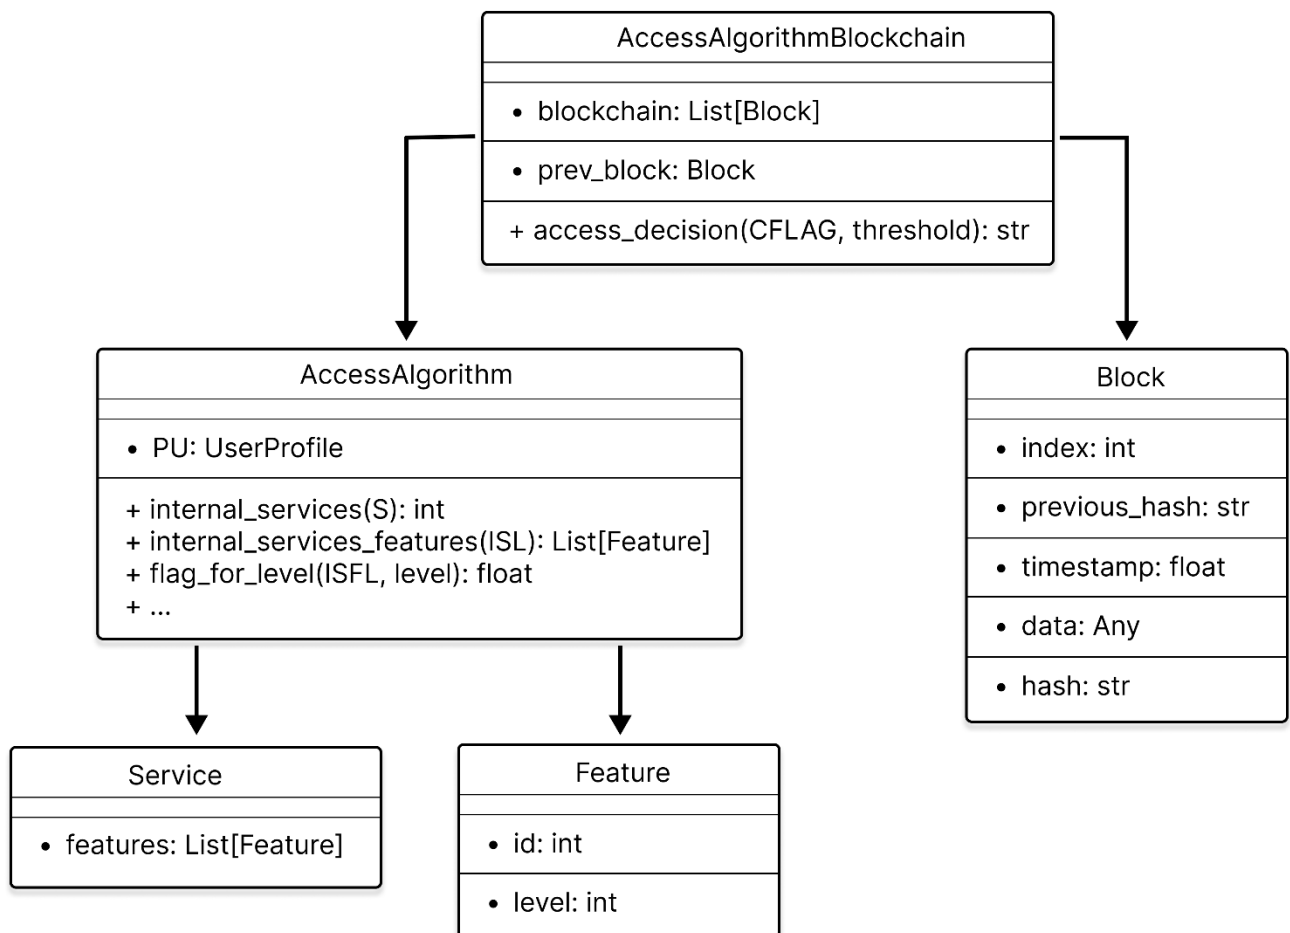 AccessAlgorithmBlockchain
• blockchain: List[Block]
• prev_block: Block
+ access_decision(CFLAG, threshold): str
AccessAlgorithm
• PU: UserProfile
+ internal_services(S): int
+ internal_services_features(ISL): List[Feature]
+ flag_for_level(ISFL, level): float
+ ...
Block
• index: int
• previous_hash: str
• timestamp: float
• data: Any
• hash: str
Service
• features: List[Feature]
Feature
• id: int
• level: int